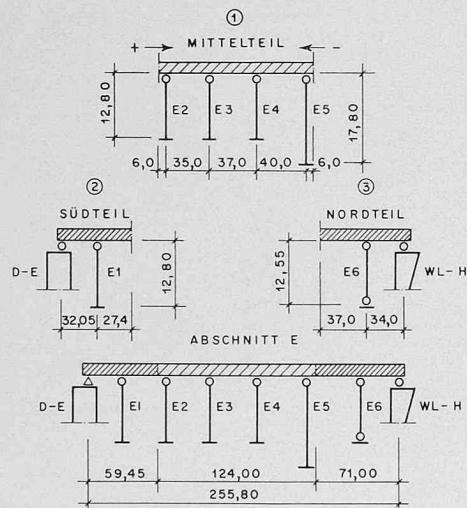 1
+ MITTELTEIL -
12,80
E2 E3 E4 E5
17,80
6,0 35,0 37,0 40,0 6,0
2 3
SÜDTEIL NORDTEIL
D-E E1 12,80 12,55 E6 WL-H
32,05 27,4 37,0 34,0
ABSCHNITT E
D-E E1 E2 E3 E4 E5 E6 WL-H
59,45 124,00 71,00
255,80